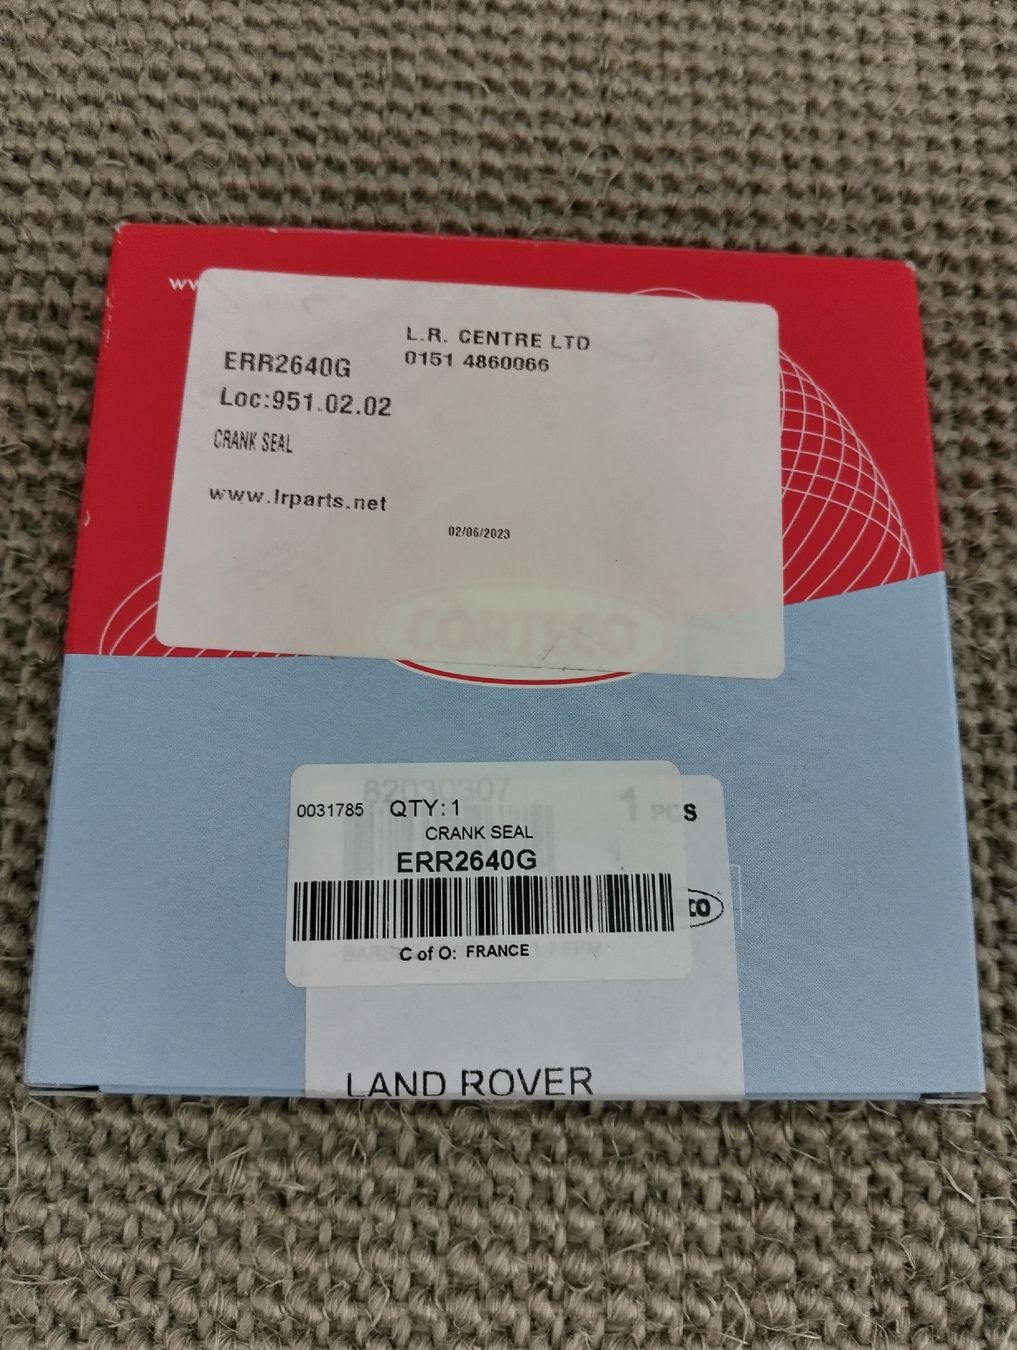 L.R. CENTRE LTD
0151 4860066
ERR2640G
Loc:951.02.02
CRANK SEAL
www.lrparts.net
02/06/2023
CORTECO
82030307
1 PCS
0031785 QTY: 1
CRANK SEAL
ERR2640G
C of O: FRANCE
LAND ROVER